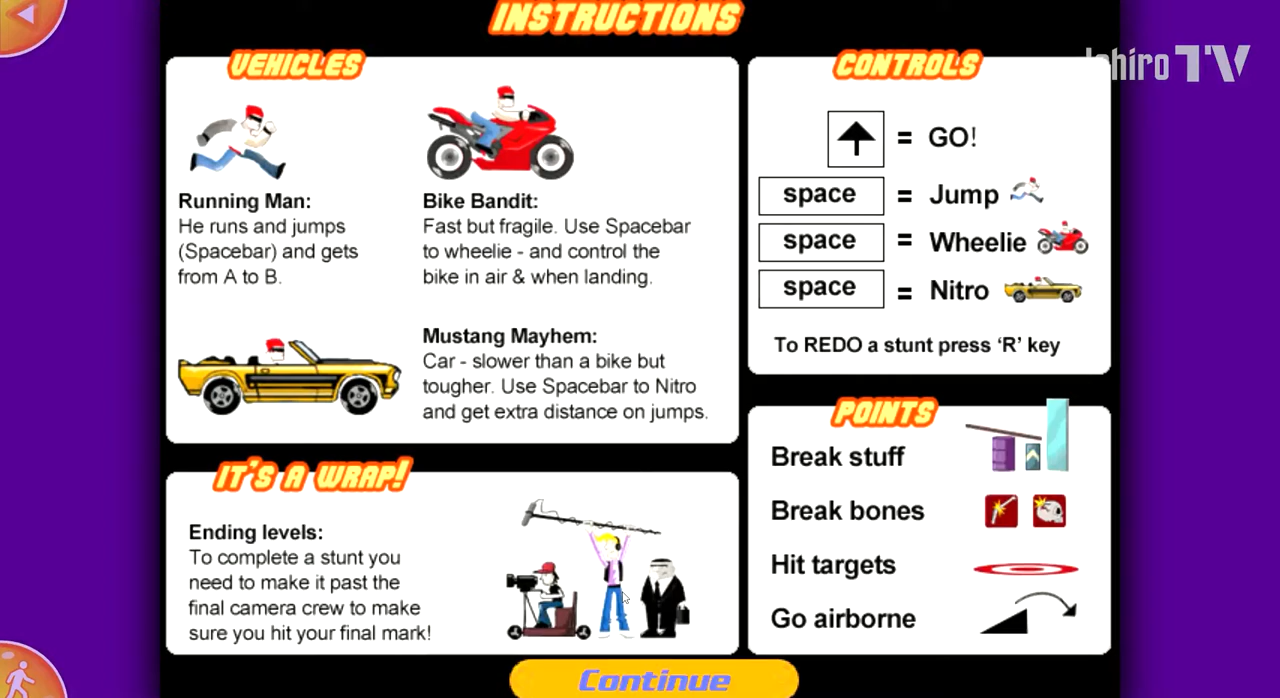 INSTRUCTIONS
VEHICLES
Running Man:
He runs and jumps
(Spacebar) and gets
from A to B.
Bike Bandit:
Fast but fragile. Use Spacebar
to wheelie - and control the
bike in air & when landing.
Mustang Mayhem:
Car - slower than a bike but
tougher. Use Spacebar to Nitro
and get extra distance on jumps.
IT'S A WRAP!
Ending levels:
To complete a stunt you
need to make it past the
final camera crew to make
sure you hit your final mark!
CONTROLS
= GO!
space = Jump
space = Wheelie
space = Nitro
To REDO a stunt press ‘R’ key
POINTS
Break stuff
Break bones
Hit targets
Go airborne
Continue
Ichiro TV